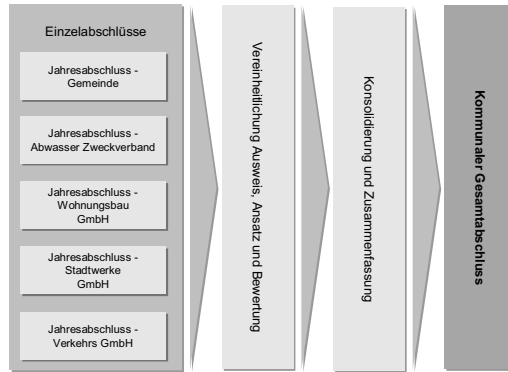 Einzelabschlüsse
Jahresabschluss -
Gemeinde
Jahresabschluss -
Abwasser Zweckverband
Jahresabschluss -
Wohnungsbau
GmbH
Jahresabschluss -
Stadtwerke
GmbH
Jahresabschluss -
Verkehrs GmbH
Vereinheitlichung Ausweis, Ansatz und Bewertung
Konsolidierung und Zusammenfassung
Kommunaler Gesamtabschluss